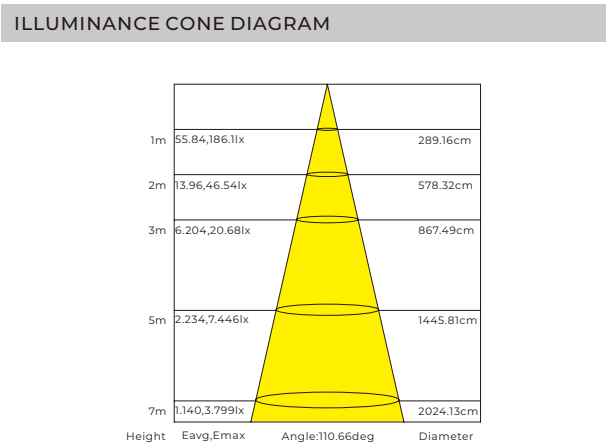 ILLUMINANCE CONE DIAGRAM
1m 55.84,186.1lx 289.16cm
2m 13.96,46.54lx 578.32cm
3m 6.204,20.68lx 867.49cm
5m 2.234,7.446lx 1445.81cm
7m 1.140,3.799lx 2024.13cm
Height Eavg,Emax Angle:110.66deg Diameter